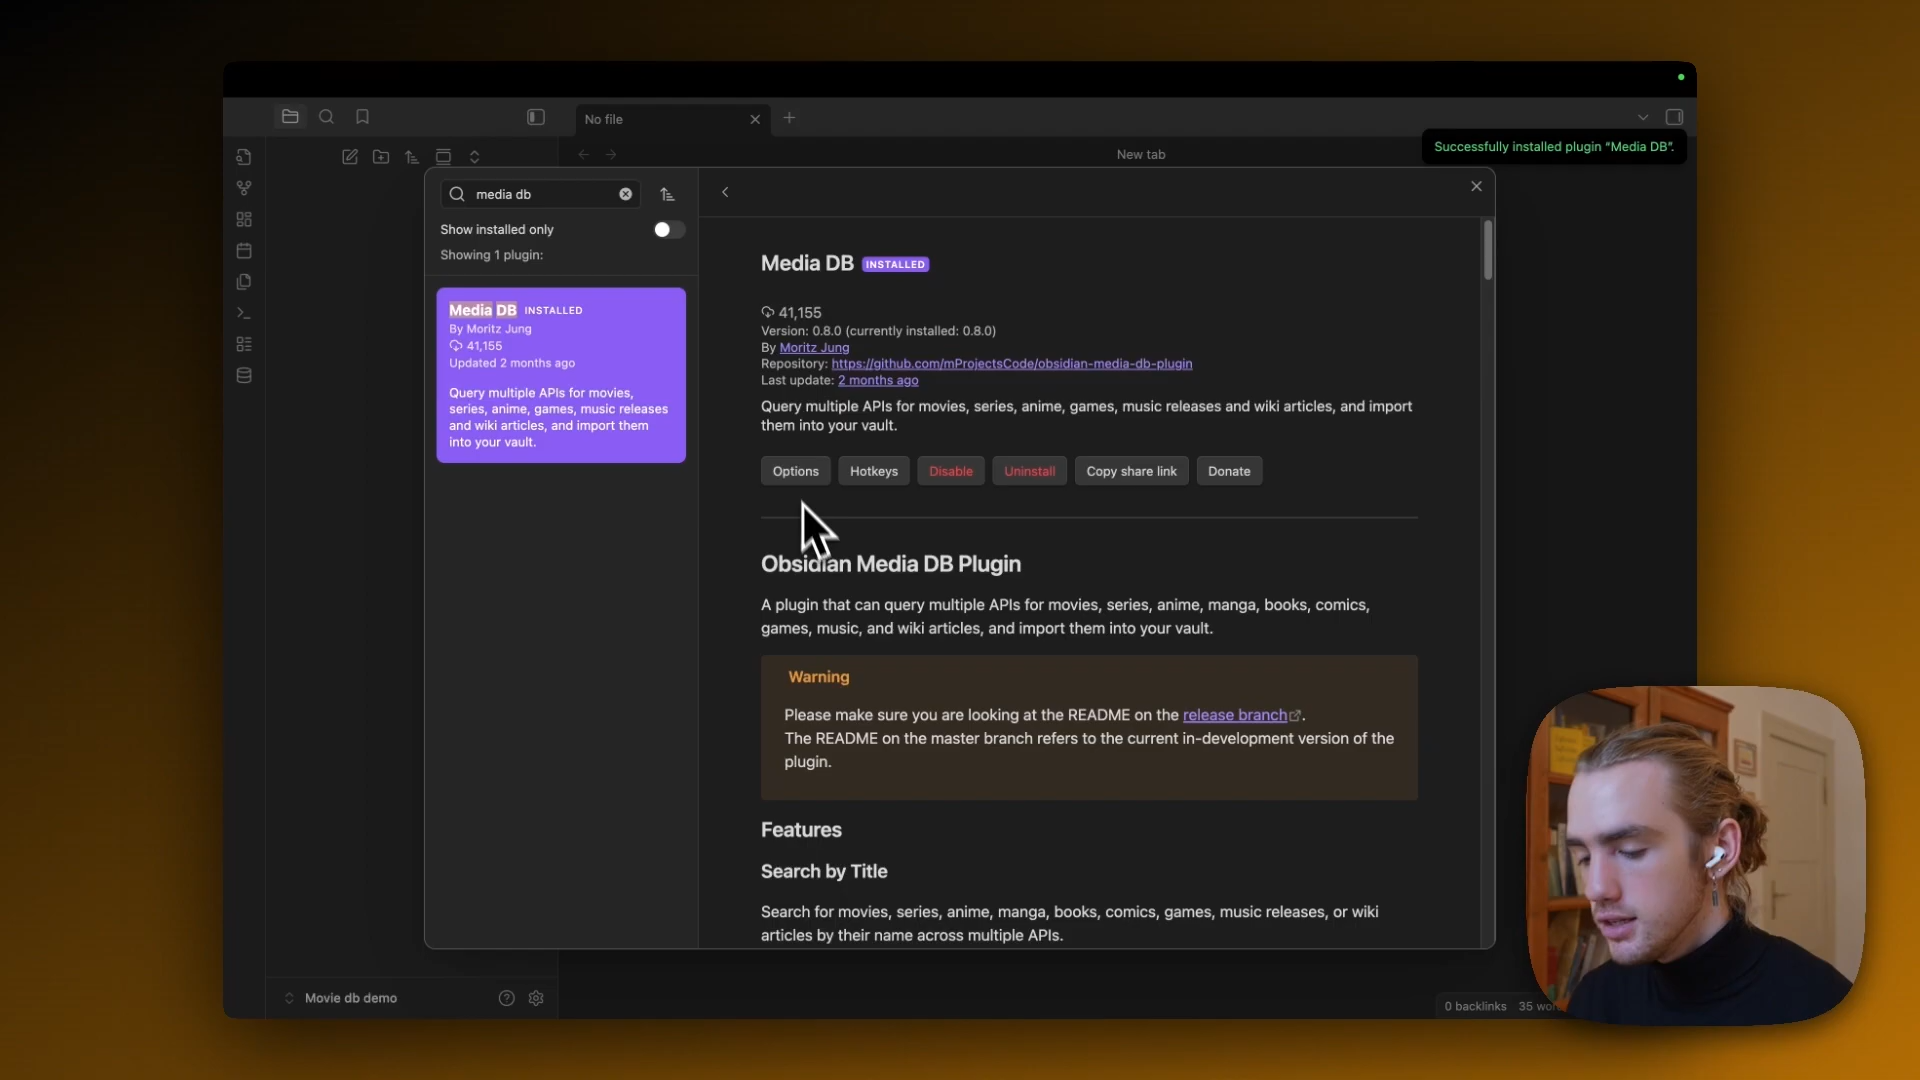 No file
New tab
Successfully installed plugin “Media DB”.
media db
Show installed only
Showing 1 plugin:
Media DB INSTALLED
By Moritz Jung
41,155
Updated 2 months ago
Query multiple APIs for movies,
series, anime, games, music releases
and wiki articles, and import them
into your vault.
Media DB INSTALLED
41,155
Version: 0.8.0 (currently installed: 0.8.0)
By Moritz Jung
Repository: https://github.com/mProjectsCode/obsidian-media-db-plugin
Last update: 2 months ago
Query multiple APIs for movies, series, anime, games, music releases and wiki articles, and import
them into your vault.
Options Hotkeys Disable Uninstall Copy share link Donate
Obsidian Media DB Plugin
A plugin that can query multiple APIs for movies, series, anime, manga, books, comics,
games, music, and wiki articles, and import them into your vault.
Warning
Please make sure you are looking at the README on the release branch.
The README on the master branch refers to the current in-development version of the
plugin.
Features
Search by Title
Search for movies, series, anime, manga, books, comics, games, music releases, or wiki
articles by their name across multiple APIs.
Movie db demo
0 backlinks 35